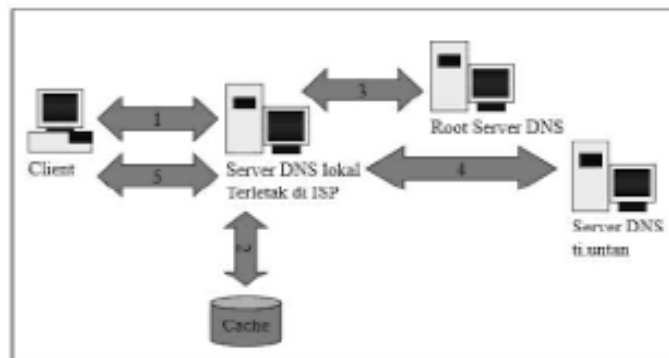 1
3
Root Server DNS
Client
5
Server DNS lokal
Terletak di ISP
4
Server DNS
ti.untan
2
Cache